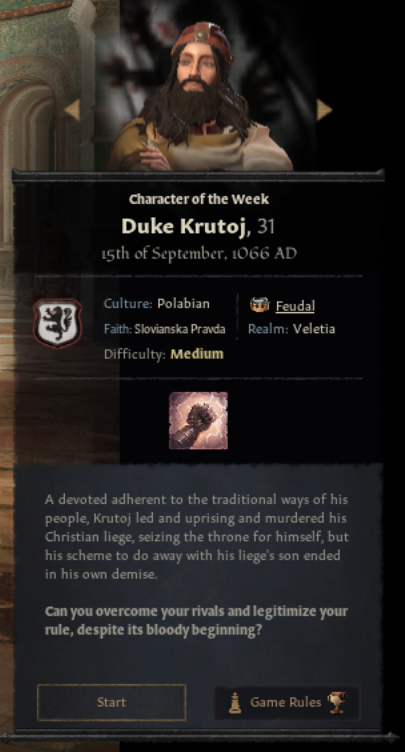 Character of the Week
Duke Krutoj, 31
15th of September, 1066 AD
Culture: Polabian
Feudal
Faith: Slovianska Pravda
Realm: Veletia
Difficulty: Medium
A devoted adherent to the traditional ways of his
people, Krutoj led and uprising and murdered his
Christian liege, seizing the throne for himself, but
his scheme to do away with his liege's son ended
in his own demise.
Can you overcome your rivals and legitimize your
rule, despite its bloody beginning?
Start
Game Rules